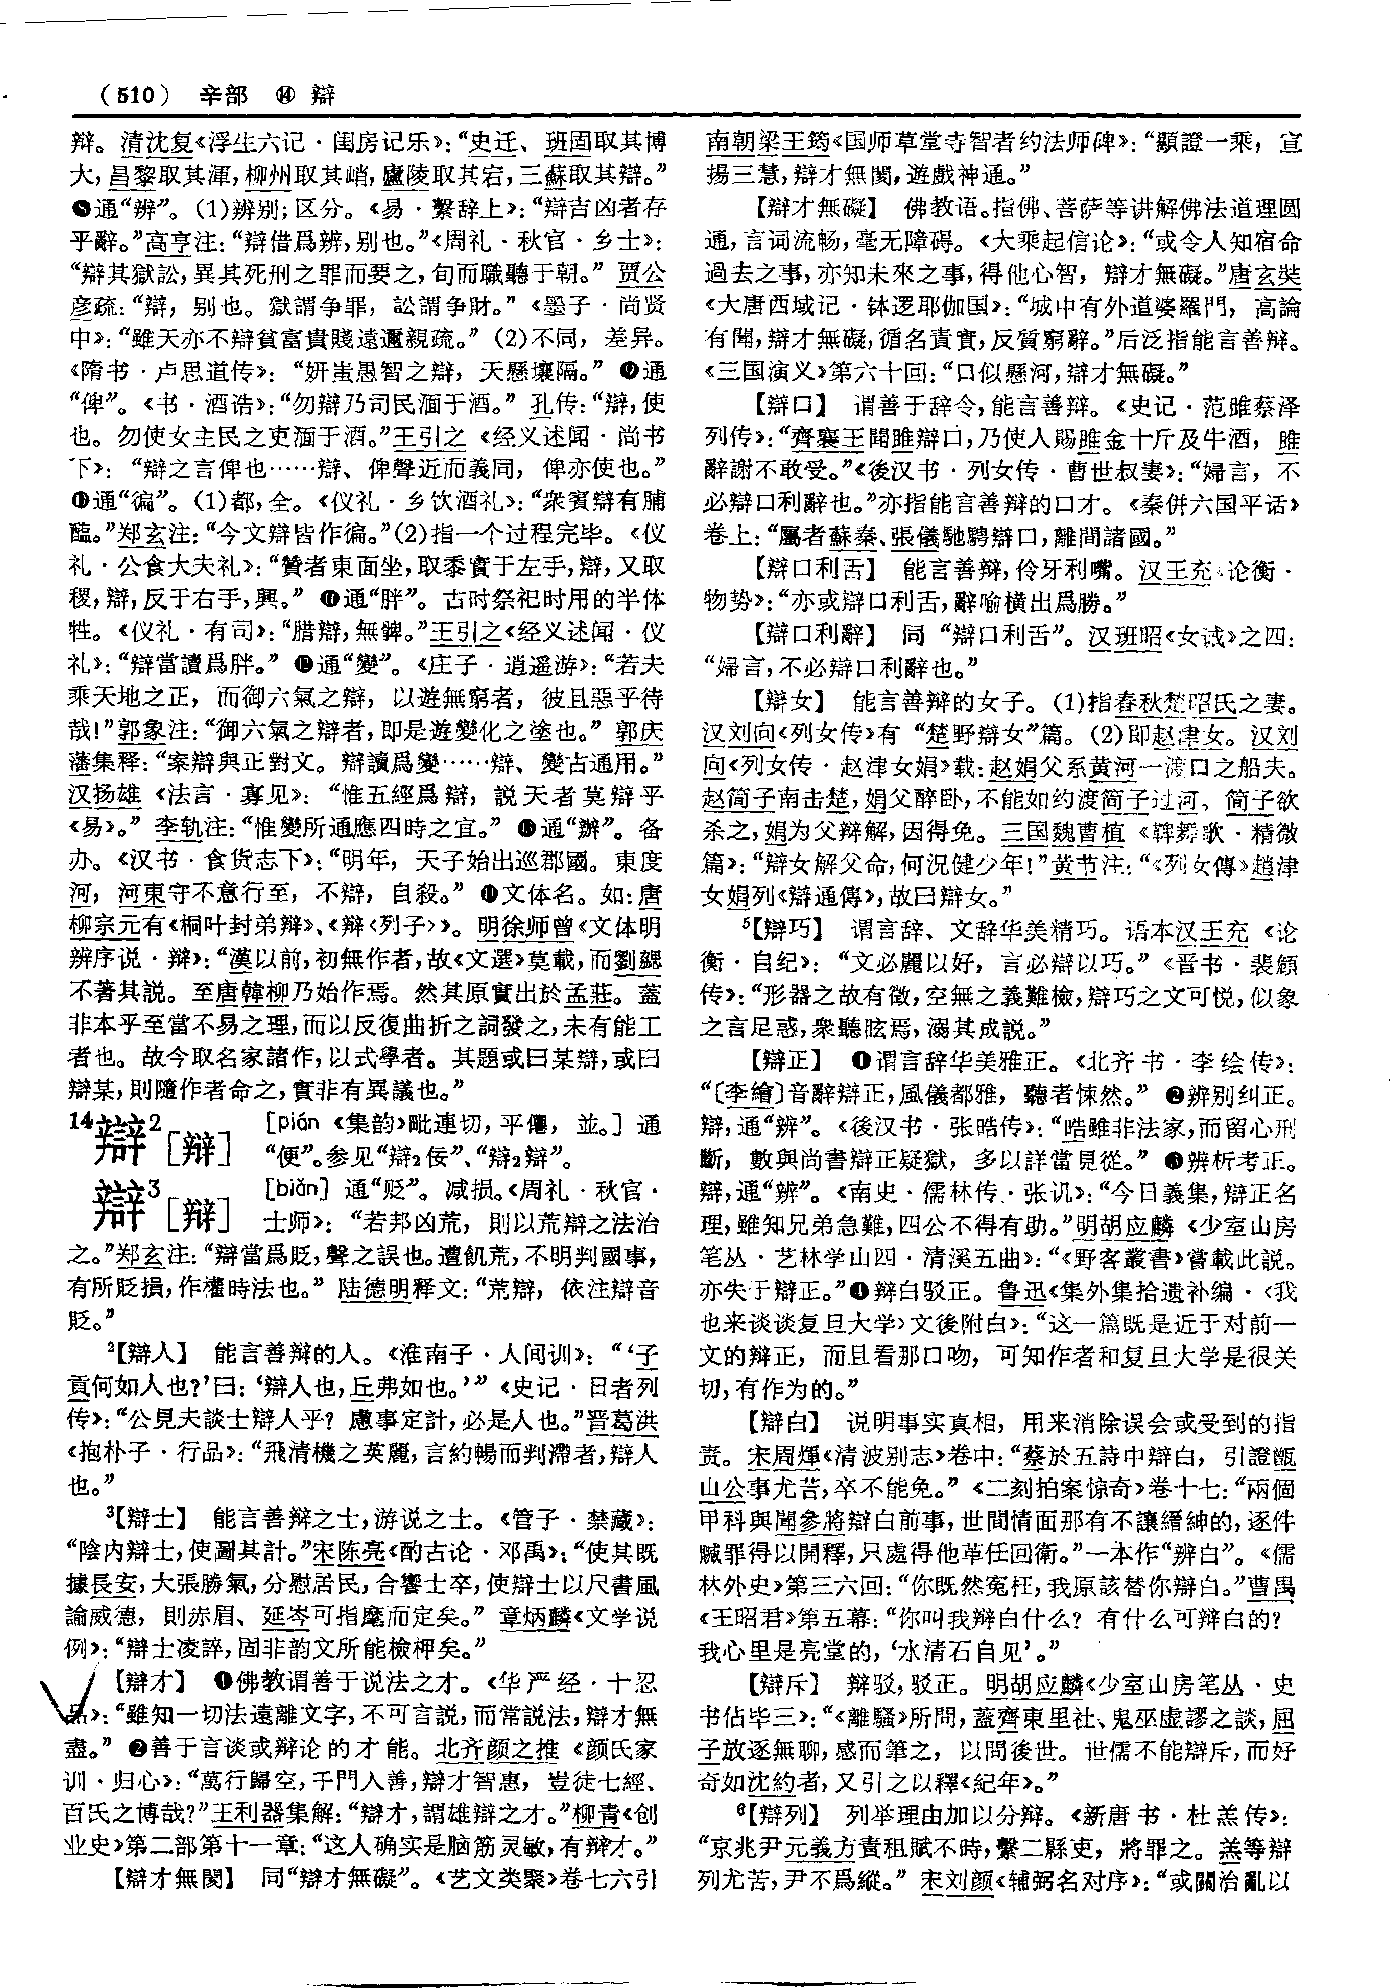 （510） 辛部 ⑭ 辯
辯。清沈复《浮生六记·闺房记乐》：“史迁、班固取其博
大，昌黎取其渾，柳州取其峭，廬陵取其宕，三蘇取其辯。”
❽通“辨”。（1）辨别；区分。《易·繫辞上》：“辯吉凶者存
乎辭。”高亨注：“辯借爲辨，别也。”《周礼·秋官·乡士》：
“辯其獄訟，異其死刑之罪而要之，旬而職聽于朝。” 贾公
彦疏：“辯，别也。獄謂争罪，訟謂争財。”《墨子·尚贤
中》：“雖天亦不辯貧富貴賤遠邇親疏。”（2）不同，差异。
《隋书·卢思道传》：“妍蚩愚智之辯，天懸壤隔。” ❾通
“俾”。《书·酒诰》：“勿辯乃司民湎于酒。” 孔传：“辯，使
也。勿使女主民之吏湎于酒。”王引之《经义述闻·尚书
下》：“辯之言俾也……辯、俾聲近而義同，俾亦使也。”
❿通“徧”。（1）都，全。《仪礼·乡饮酒礼》：“衆賓辯有脯
醢。”郑玄注：“今文辯皆作徧。”（2）指一个过程完毕。《仪
礼·公食大夫礼》：“贊者東面坐，取黍實于左手，辯，又取
稷，辯，反于右手，興。” ⓫通“胖”。古时祭祀时用的半体
牲。《仪礼·有司》：“腊辯，無髀。”王引之《经义述闻·仪
礼》：“辯當讀爲胖。” ⓬通“變”。《庄子·逍遥游》：“若夫
乘天地之正，而御六氣之辯，以遊無窮者，彼且惡乎待
哉！”郭象注：“御六氣之辯者，即是遊變化之塗也。” 郭庆
藩集释：“案辯與正對文。辯讀爲變……辯、變古通用。”
汉扬雄《法言·寡见》：“惟五經爲辯，説天者莫辯乎
《易》。” 李轨注：“惟變所通應四時之宜。” ⓭通“辦”。备
办。《汉书·食货志下》：“明年，天子始出巡郡國。東度
河，河東守不意行至，不辯，自殺。” ⓮文体名。如：唐
柳宗元有《桐叶封弟辩》、《辩〈列子〉》。明徐师曾《文体明
辨序说·辩》：“漢以前，初無作者，故《文選》莫載，而劉勰
不著其説。至唐韓柳乃始作焉。然其原實出於孟莊。蓋
非本乎至當不易之理，而以反復曲折之詞發之，未有能工
者也。故今取名家諸作，以式學者。其題或曰某辯，或曰
辯某，則隨作者命之，實非有異議也。”
14辯2［辩］ ［pián《集韵》毗連切，平僊，並。］通
“便”。参见“辯2佞”、“辯2辯”。
辯3［辩］ ［biǎn］通“贬”。减损。《周礼·秋官·
士师》：“若邦凶荒，則以荒辯之法治
之。”郑玄注：“辯當爲貶，聲之誤也。遭飢荒，不明判國事，
有所貶損，作權時法也。” 陆德明释文：“荒辯，依注辯音
貶。”
2【辯人】 能言善辩的人。《淮南子·人间训》：“‘子
貢何如人也？’曰：‘辯人也，丘弗如也。’”《史记·日者列
传》：“公見夫談士辯人乎？慮事定計，必是人也。”晋葛洪
《抱朴子·行品》：“飛清機之英麗，言約暢而判滯者，辯人
也。”
3【辯士】 能言善辩之士，游说之士。《管子·禁藏》：
“陰内辯士，使圖其計。”宋陈亮《酌古论·邓禹》：“使其既
據長安，大張勝氣，分慰居民，合饗士卒，使辯士以尺書風
諭威德，則赤眉、延岑可指麾而定矣。” 章炳麟《文学说
例》：“辯士凌誶，固非韵文所能檢柙矣。”
【辯才】 ❶佛教谓善于说法之才。《华严经·十忍
品》：“雖知一切法遠離文字，不可言説，而常説法，辯才無
盡。” ❷善于言谈或辩论的才能。北齐颜之推《颜氏家
训·归心》：“萬行歸空，千門入善，辯才智惠，豈徒七經、
百氏之博哉？”王利器集解：“辯才，謂雄辯之才。”柳青《创
业史》第二部第十一章：“这人确实是脑筋灵敏，有辩才。”
【辯才無閡】 同“辯才無礙”。《艺文类聚》卷七六引
南朝梁王筠《国师草堂寺智者约法师碑》：“顯證一乘，宣
揚三慧，辯才無閡，遊戲神通。”
【辯才無礙】 佛教语。指佛、菩萨等讲解佛法道理圆
通，言词流畅，毫无障碍。《大乘起信论》：“或令人知宿命
過去之事，亦知未來之事，得他心智，辯才無礙。”唐玄奘
《大唐西域记·钵逻耶伽国》：“城中有外道婆羅門，高論
有聞，辯才無礙，循名責實，反質窮辭。”后泛指能言善辩。
《三国演义》第六十回：“口似懸河，辯才無礙。”
【辯口】 谓善于辞令，能言善辩。《史记·范雎蔡泽
列传》：“齊襄王聞雎辯口，乃使人賜雎金十斤及牛酒，雎
辭謝不敢受。”《後汉书·列女传·曹世叔妻》：“婦言，不
必辯口利辭也。”亦指能言善辩的口才。《秦併六国平话》
卷上：“屬者蘇秦、張儀馳騁辯口，離間諸國。”
【辯口利舌】 能言善辩，伶牙利嘴。汉王充《论衡·
物势》：“亦或辯口利舌，辭喻横出爲勝。”
【辯口利辭】 同“辯口利舌”。汉班昭《女诫》之四：
“婦言，不必辯口利辭也。”
【辯女】 能言善辩的女子。（1）指春秋楚昭氏之妻。
汉刘向《列女传》有“楚野辯女”篇。（2）即赵津女。汉刘
向《列女传·赵津女娟》载：赵娟父系黄河一渡口之船夫。
赵简子南击楚，娟父醉卧，不能如约渡简子过河，简子欲
杀之，娟为父辩解，因得免。三国魏曹植《鞞舞歌·精微
篇》：“辯女解父命，何況健少年！”黄节注：“《列女傳》趙津
女娟列《辯通傳》，故曰辯女。”
5【辯巧】 谓言辞、文辞华美精巧。语本汉王充《论
衡·自纪》：“文必麗以好，言必辯以巧。”《晋书·裴頠
传》：“形器之故有徵，空無之義難檢，辯巧之文可悦，似象
之言足惑，衆聽眩焉，溺其成説。”
【辯正】 ❶谓言辞华美雅正。《北齐书·李绘传》：
“〔李繪〕音辭辯正，風儀都雅，聽者悚然。” ❷辨别纠正。
辯，通“辨”。《後汉书·张晧传》：“晧雖非法家，而留心刑
斷，數與尚書辯正疑獄，多以詳當見從。” ❸辨析考正。
辯，通“辨”。《南史·儒林传·张讥》：“今日義集，辯正名
理，雖知兄弟急難，四公不得有助。”明胡应麟《少室山房
笔丛·艺林学山四·清溪五曲》：“《野客叢書》嘗載此説。
亦失于辯正。”❹辩白驳正。鲁迅《集外集拾遗补编·〈我
也来谈谈复旦大学〉文後附白》：“这一篇既是近于对前一
文的辩正，而且看那口吻，可知作者和复旦大学是很关
切，有作为的。”
【辯白】 说明事实真相，用来消除误会或受到的指
责。宋周煇《清波别志》卷中：“蔡於五詩中辯白，引證甑
山公事尤苦，卒不能免。”《二刻拍案惊奇》卷十七：“兩個
甲科與聞參將辯白前事，世間情面那有不讓縉紳的，逐件
贓罪得以開釋，只處得他革任回衛。”一本作“辨白”。《儒
林外史》第三六回：“你既然冤枉，我原該替你辯白。”曹禺
《王昭君》第五幕：“你叫我辩白什么？有什么可辩白的？
我心里是亮堂的，‘水清石自见’。”
【辯斥】 辩驳，驳正。明胡应麟《少室山房笔丛·史
书佔毕三》：“《離騷》所問，蓋齊東里社、鬼巫虚謬之談，屈
子放逐無聊，感而筆之，以問後世。世儒不能辯斥，而好
奇如沈約者，又引之以釋《紀年》。”
6【辯列】 列举理由加以分辩。《新唐书·杜羔传》：
“京兆尹元義方責租賦不時，繫二縣吏，將罪之。羔等辯
列尤苦，尹不爲縱。” 宋刘颜《辅弼名对序》：“或關治亂以